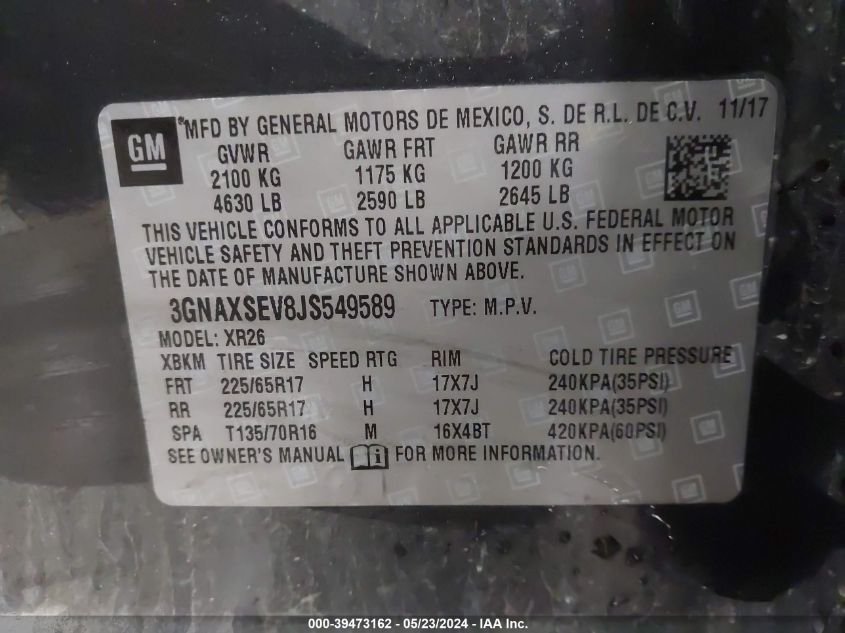 ®MFD BY GENERAL MOTORS DE MEXICO, S. DE R.L. DE C.V. 11/17
GM
GVWR GAWR FRT GAWR RR
2100 KG 1175 KG 1200 KG
4630 LB 2590 LB 2645 LB
THIS VEHICLE CONFORMS TO ALL APPLICABLE U.S. FEDERAL MOTOR
VEHICLE SAFETY AND THEFT PREVENTION STANDARDS IN EFFECT ON
THE DATE OF MANUFACTURE SHOWN ABOVE.
3GNAXSEV8JS549589 TYPE: M.P.V.
MODEL: XR26
XBKM TIRE SIZE SPEED RTG RIM COLD TIRE PRESSURE
FRT 225/65R17 H 17X7J 240KPA(35PSI)
RR 225/65R17 H 17X7J 240KPA(35PSI)
SPA T135/70R16 M 16X4BT 420KPA(60PSI)
SEE OWNER'S MANUAL FOR MORE INFORMATION.
000-39473162 - 05/23/2024 - IAA Inc.